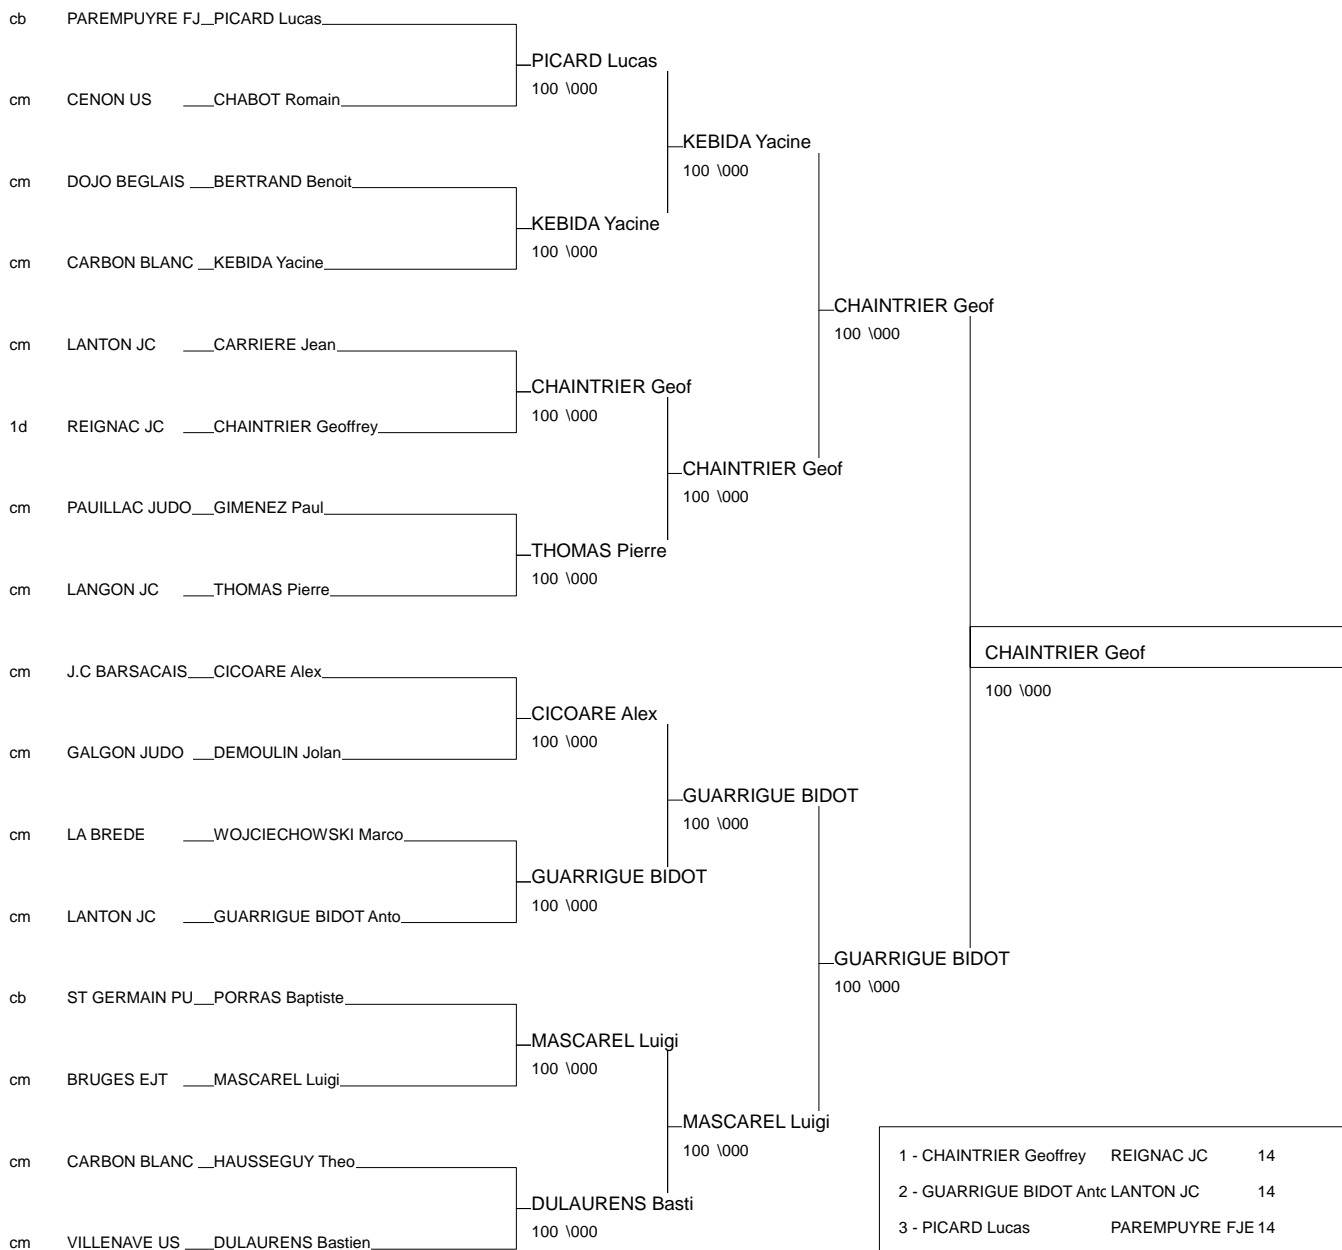 cb PAREMPUYRE FJ PICARD Lucas
PICARD Lucas
100 \000
cm CENON US CHABOT Romain
KEBIDA Yacine
100 \000
cm DOJO BEGLAIS BERTRAND Benoit
KEBIDA Yacine
100 \000
cm CARBON BLANC KEBIDA Yacine
CHAINTRIER Geof
100 \000
cm LANTON JC CARRIERE Jean
CHAINTRIER Geof
100 \000
1d REIGNAC JC CHAINTRIER Geoffrey
CHAINTRIER Geof
100 \000
cm PAUILLAC JUDO GIMENEZ Paul
THOMAS Pierre
100 \000
cm LANGON JC THOMAS Pierre
CHAINTRIER Geof
100 \000
cm J.C BARSACAIS CICOARE Alex
CICOARE Alex
100 \000
cm GALGON JUDO DEMOULIN Jolan
GUARRIGUE BIDOT
100 \000
cm LA BREDE WOJCIECHOWSKI Marco
GUARRIGUE BIDOT
100 \000
cm LANTON JC GUARRIGUE BIDOT Anto
GUARRIGUE BIDOT
100 \000
cb ST GERMAIN PU PORRAS Baptiste
MASCAREL Luigi
100 \000
cm BRUGES EJT MASCAREL Luigi
MASCAREL Luigi
100 \000
cm CARBON BLANC HAUSSEGUY Theo
DULAURENS Basti
100 \000
cm VILLENAVE US DULAURENS Bastien
1 - CHAINTRIER Geoffrey REIGNAC JC 14
2 - GUARRIGUE BIDOT Anto LANTON JC 14
3 - PICARD Lucas PAREMPUYRE FJE 14